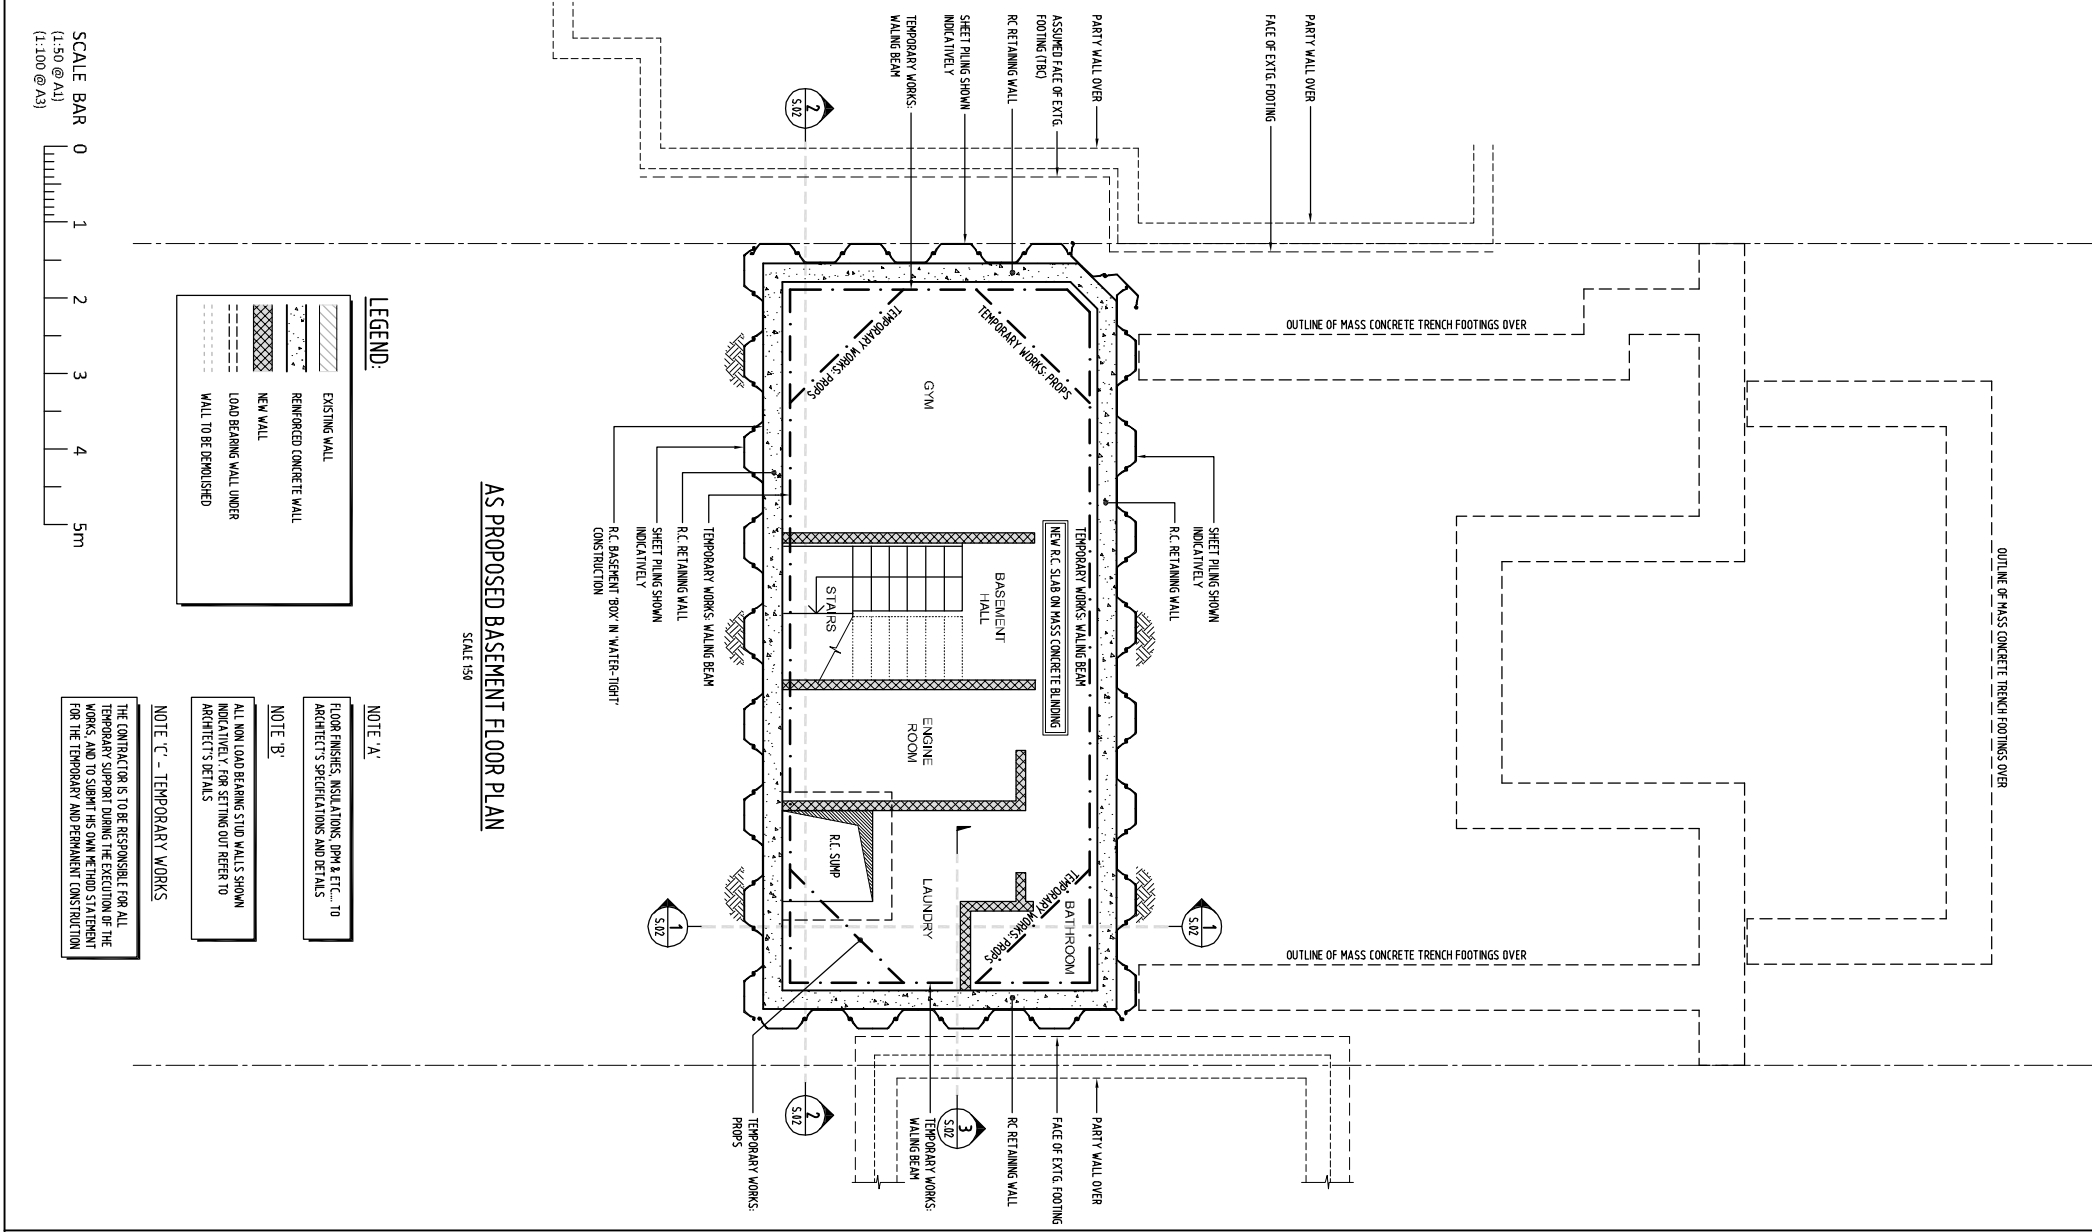 PARTY WALL OVER
FACE OF EXTG. FOOTING
PARTY WALL OVER
ASSUMED FACE OF EXTG.
FOOTING (TBC)
RC RETAINING WALL
SHEET PILING SHOWN
INDICATIVELY
TEMPORARY WORKS:
WALING BEAM
2
S.02
OUTLINE OF MASS CONCRETE TRENCH FOOTINGS OVER
OUTLINE OF MASS CONCRETE TRENCH FOOTINGS OVER
OUTLINE OF MASS CONCRETE TRENCH FOOTINGS OVER
SHEET PILING SHOWN
INDICATIVELY
R.C. RETAINING WALL
TEMPORARY WORKS: PROPS
TEMPORARY WORKS: PROPS
GYM
TEMPORARY WORKS: WALING BEAM
NEW R.C. SLAB ON MASS CONCRETE BLINDING
BASEMENT
HALL
STAIRS
ENGINE
ROOM
R.C. SUMP
LAUNDRY
BATHROOM
TEMPORARY WORKS: PROPS
1
S.02
1
S.02
TEMPORARY WORKS: WALING BEAM
R.C. RETAINING WALL
SHEET PILING SHOWN
INDICATIVELY
R.C. BASEMENT 'BOX' IN 'WATER-TIGHT'
CONSTRUCTION
PARTY WALL OVER
FACE OF EXTG. FOOTING
RC RETAINING WALL
3
S.02
TEMPORARY WORKS:
WALING BEAM
2
S.02
TEMPORARY WORKS:
PROPS
AS PROPOSED BASEMENT FLOOR PLAN
SCALE 1:50
LEGEND:
EXISTING WALL
REINFORCED CONCRETE WALL
NEW WALL
LOAD BEARING WALL UNDER
WALL TO BE DEMOLISHED
NOTE 'A'
FLOOR FINISHES, INSULATIONS, DPM & ETC... TO
ARCHITECT'S SPECIFICATIONS AND DETAILS
NOTE 'B'
ALL NON LOAD BEARING STUD WALLS SHOWN
INDICATIVELY. FOR SETTING OUT REFER TO
ARCHITECT'S DETAILS
NOTE 'C' - TEMPORARY WORKS
THE CONTRACTOR IS TO BE RESPONSIBLE FOR ALL
TEMPORARY SUPPORT DURING THE EXECUTION OF THE
WORKS, AND TO SUBMIT HIS OWN METHOD STATEMENT
FOR THE TEMPORARY AND PERMANENT CONSTRUCTION
SCALE BAR
(1:50 @ A1)
(1:100 @ A3)
0 1 2 3 4 5m